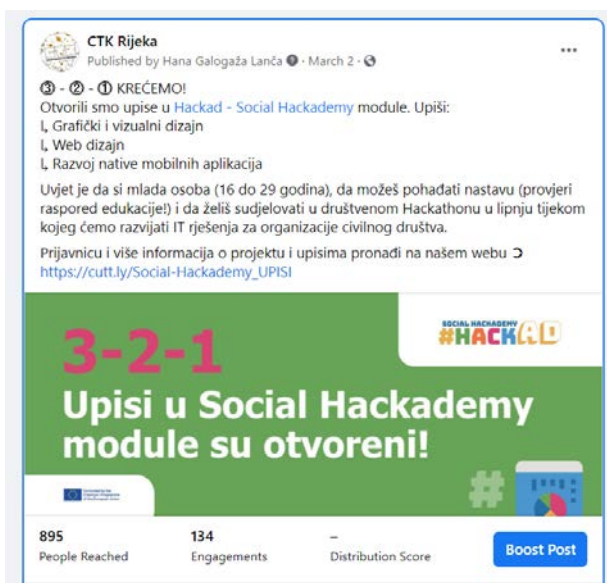 CTK Rijeka
Published by Hana Galogaža Lanča · March 2 ·
③ - ② - ① KREĆEMO!
Otvorili smo upise u Hackad - Social Hackademy module. Upiši:
Grafički i vizualni dizajn
Web dizajn
Razvoj native mobilnih aplikacija
Uvjet je da si mlada osoba (16 do 29 godina), da možeš pohađati nastavu (provjeri
raspored edukacije!) i da želiš sudjelovati u društvenom Hackathonu u lipnju tijekom
kojeg ćemo razvijati IT rješenja za organizacije civilnog društva.
Prijavnicu i više informacija o projektu i upisima pronađi na našem webu
https://cutt.ly/Social-Hackademy_UPISI
SOCIAL HACKADEMY
#HACKAD
3-2-1
Upisi u Social Hackademy
module su otvoreni!
#
895
People Reached
134
Engagements
–
Distribution Score
Boost Post